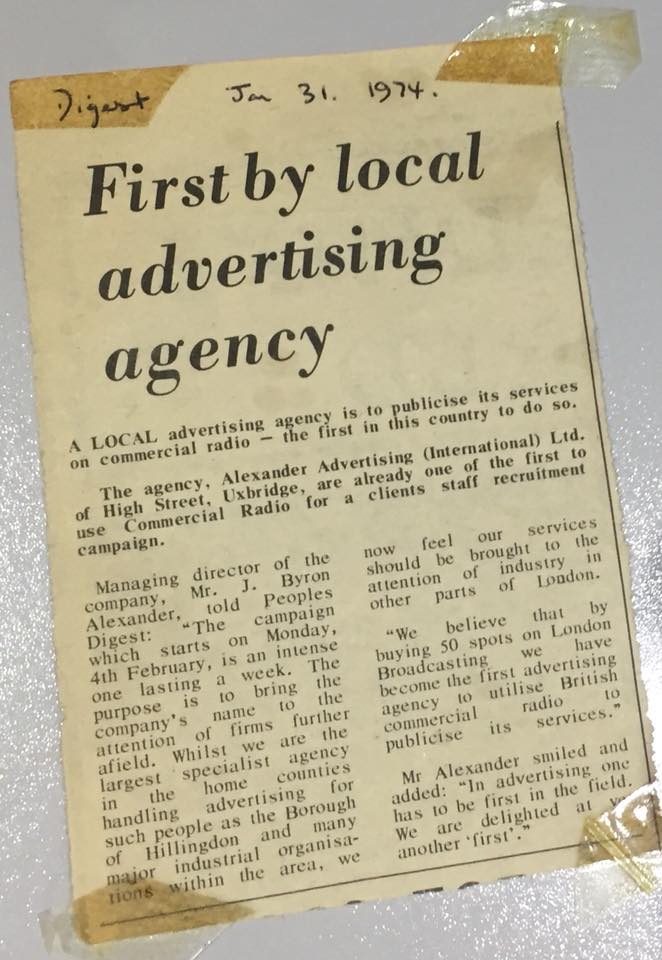 Digest Jan 31. 1974.
First by local
advertising
agency
A LOCAL advertising agency is to publicise its services
on commercial radio — the first in this country to do so.
The agency, Alexander Advertising (International) Ltd.
of High Street, Uxbridge, are already one of the first to
use Commercial Radio for a clients staff recruitment
campaign.
Managing director of the
company, Mr. J. Byron
Alexander, told Peoples
Digest: "The campaign
which starts on Monday,
4th February, is an intense
one lasting a week. The
purpose is to bring the
company's name to the
attention of firms further
afield. Whilst we are the
largest specialist agency
in the home counties
handling advertising for
such people as the Borough
of Hillingdon and many
major industrial organisa-
tions within the area, we
now feel our services
should be brought to the
attention of industry in
other parts of London.
"We believe that by
buying 50 spots on London
Broadcasting we have
become the first advertising
agency to utilise British
commercial radio to
publicise its services."
Mr Alexander smiled and
added: "In advertising one
has to be first in the field.
We are delighted at
another 'first'."